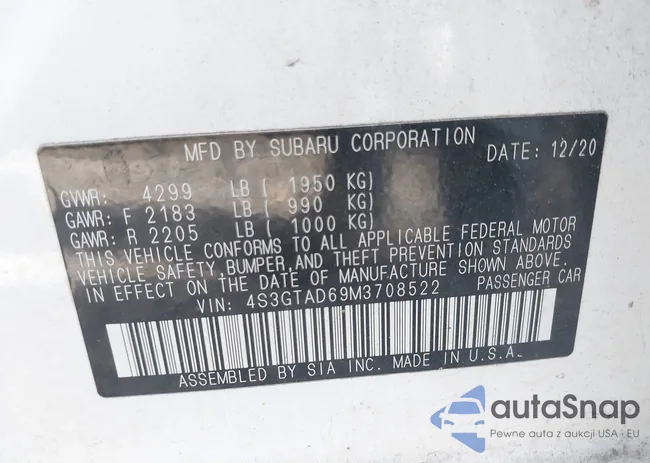 MFD BY SUBARU CORPORATION DATE: 12/20
GVWR: 4299 LB ( 1950 KG)
GAWR: F 2183 LB ( 990 KG)
GAWR: R 2205 LB ( 1000 KG)
THIS VEHICLE CONFORMS TO ALL APPLICABLE FEDERAL MOTOR
VEHICLE SAFETY, BUMPER, AND THEFT PREVENTION STANDARDS
IN EFFECT ON THE DATE OF MANUFACTURE SHOWN ABOVE.
VIN: 4S3GTAD69M3708522 PASSENGER CAR
ASSEMBLED BY SIA INC. MADE IN U.S.A.
autaSnap
Pewne auta z aukcji USA i EU